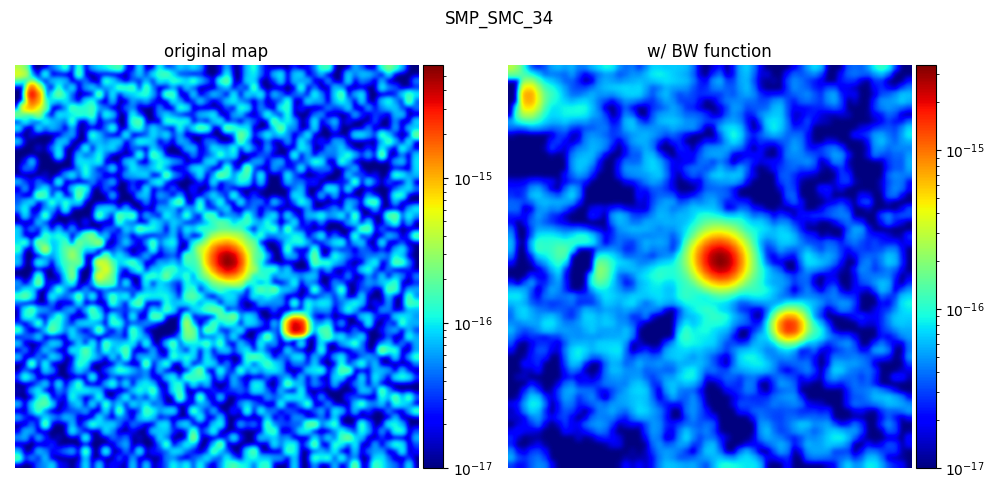 SMP_SMC_34
original map
w/ BW function
10⁻¹⁵
10⁻¹⁶
10⁻¹⁷
10⁻¹⁵
10⁻¹⁶
10⁻¹⁷